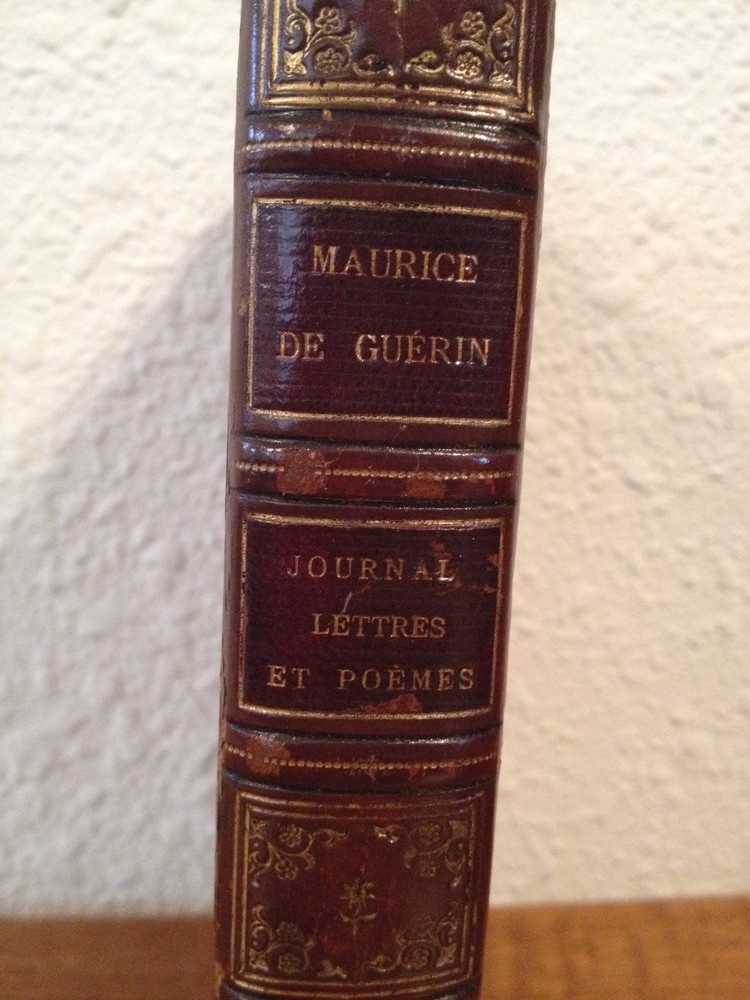 MAURICE
DE GUÉRIN
JOURNAL
LETTRES
ET POÈMES